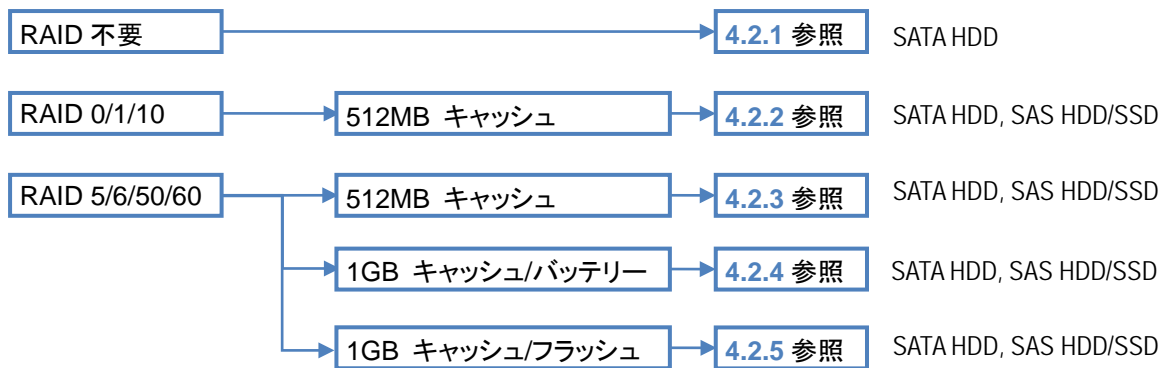 RAID 不要 4.2.1 参照 SATA HDD
RAID 0/1/10 512MB キャッシュ 4.2.2 参照 SATA HDD, SAS HDD/SSD
RAID 5/6/50/60 512MB キャッシュ 4.2.3 参照 SATA HDD, SAS HDD/SSD
1GB キャッシュ/バッテリー 4.2.4 参照 SATA HDD, SAS HDD/SSD
1GB キャッシュ/フラッシュ 4.2.5 参照 SATA HDD, SAS HDD/SSD